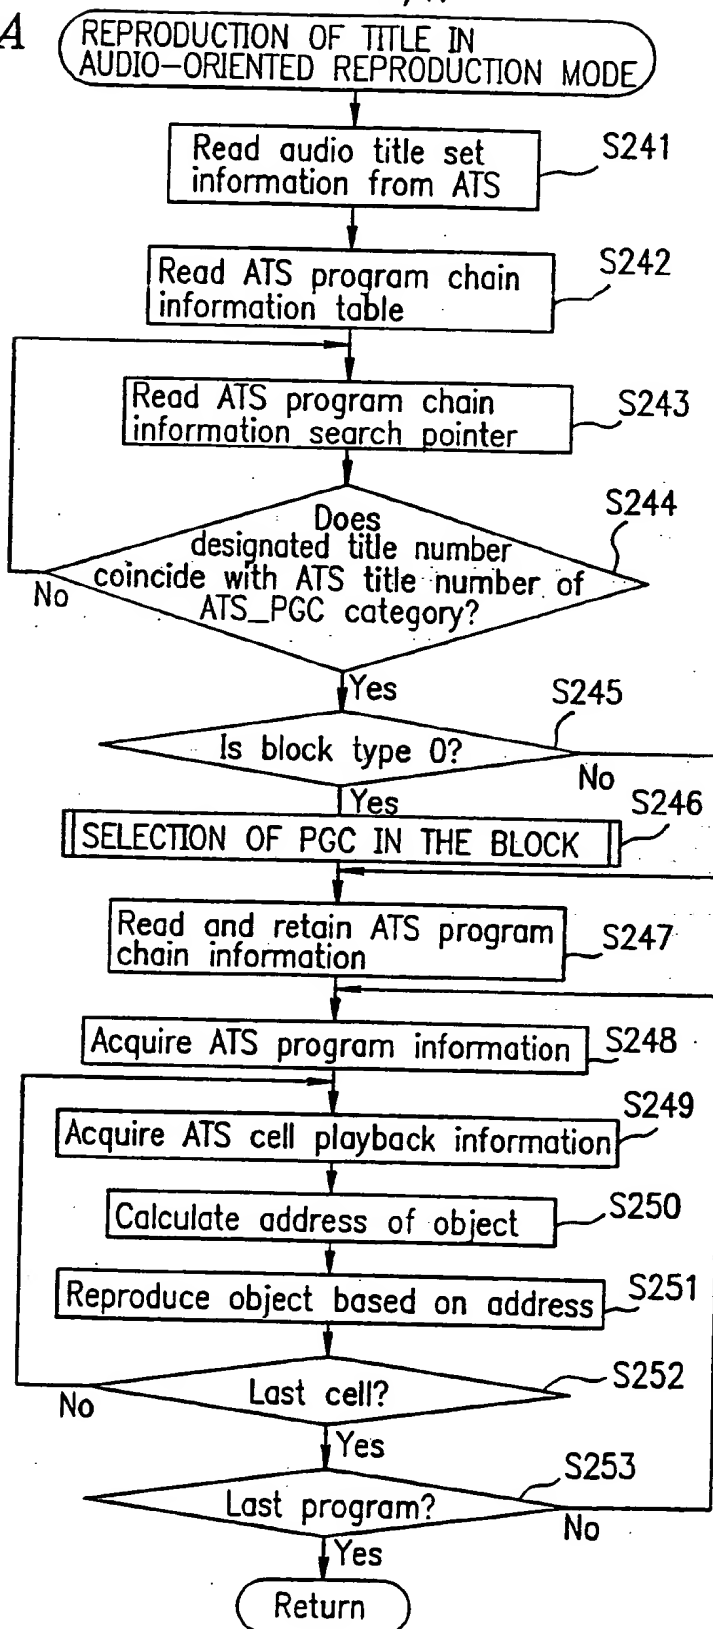 A
REPRODUCTION OF TITLE IN
AUDIO-ORIENTED REPRODUCTION MODE
Read audio title set
information from ATS
S241
Read ATS program chain
information table
S242
Read ATS program chain
information search pointer
S243
Does
designated title number
coincide with ATS title number of
ATS_PGC category?
S244
No
Yes
Is block type 0?
S245
No
Yes
SELECTION OF PGC IN THE BLOCK
S246
Read and retain ATS program
chain information
S247
Acquire ATS program information
S248
Acquire ATS cell playback information
S249
Calculate address of object
S250
Reproduce object based on address
S251
Last cell?
S252
No
Yes
Last program?
S253
No
Yes
Return